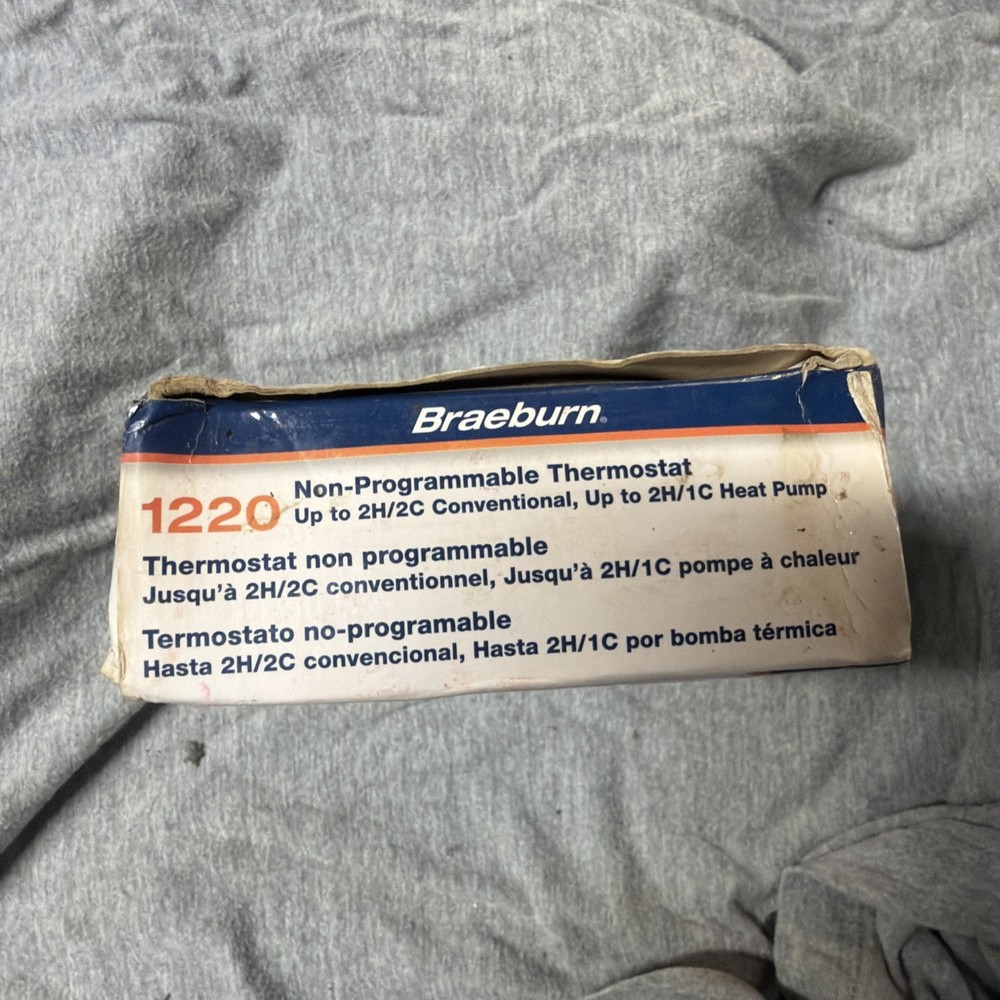 Braeburn®
1220
Non-Programmable Thermostat
Up to 2H/2C Conventional, Up to 2H/1C Heat Pump
Thermostat non programmable
Jusqu'à 2H/2C conventionnel, Jusqu'à 2H/1C pompe à chaleur
Termostato no-programable
Hasta 2H/2C convencional, Hasta 2H/1C por bomba térmica